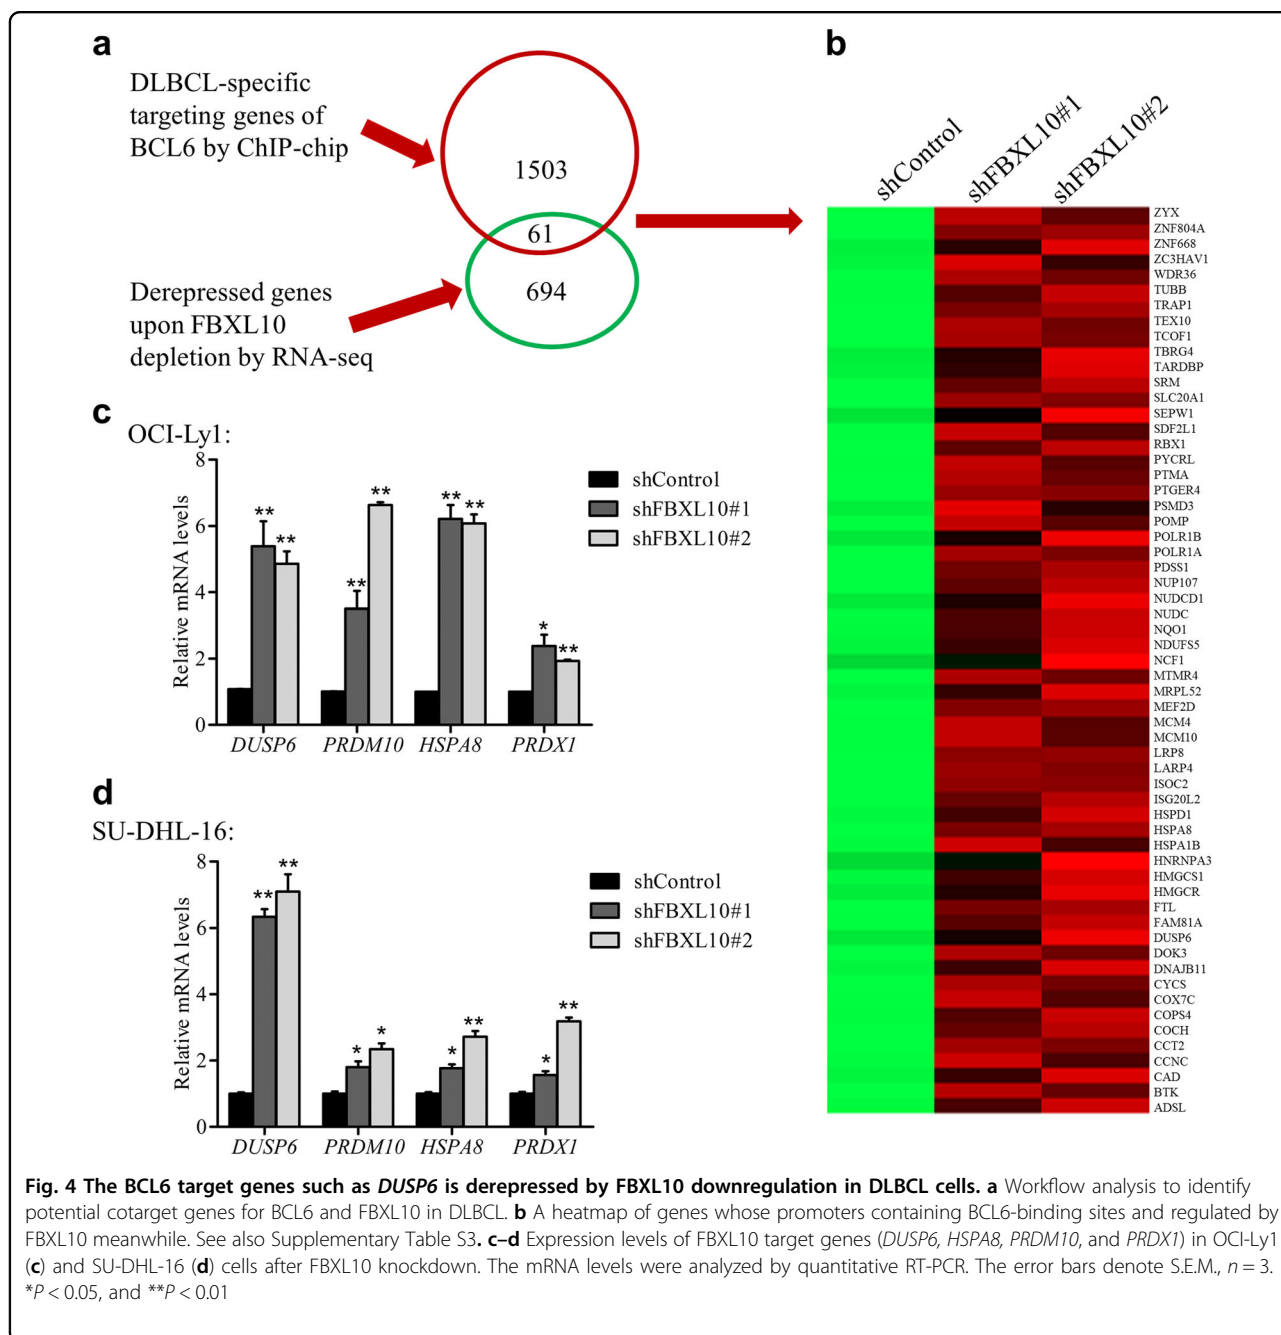 a
DLBCL-specific
targeting genes of
BCL6 by ChIP-chip
1503
61
694
Derepressed genes
upon FBXL10
depletion by RNA-seq
b
shControl
shFBXL10#1
shFBXL10#2
ZYX
ZNF804A
ZNF668
ZC3HAV1
WDR36
TUBB
TRAP1
TEX10
TCOF1
TBRG4
TARDBP
SRM
SLC20A1
SEPW1
SDF2L1
RBX1
PYCRL
PTMA
PTGER4
PSMD3
POMP
POLR1B
POLR1A
PDSS1
NUP107
NUDCD1
NUDC
NQO1
NDUFS5
NCF1
MTMR4
MRPL52
MEF2D
MCM4
MCM10
LRP8
LARP4
ISOC2
ISG20L2
HSPD1
HSPA8
HSPA1B
HNRNPA3
HMGCS1
HMGCR
FTL
FAM81A
DUSP6
DOK3
DNAJB11
CYCS
COX7C
COPS4
COCH
CCT2
CCNC
CAD
BTK
ADSL
c
OCI-Ly1:
Relative mRNA levels
8
6
4
2
0
** ** ** ** ** ** * **
DUSP6 PRDM10 HSPA8 PRDX1
shControl
shFBXL10#1
shFBXL10#2
d
SU-DHL-16:
Relative mRNA levels
8
6
4
2
0
** ** * * * ** * **
DUSP6 PRDM10 HSPA8 PRDX1
shControl
shFBXL10#1
shFBXL10#2
Fig. 4 The BCL6 target genes such as DUSP6 is derepressed by FBXL10 downregulation in DLBCL cells. a Workflow analysis to identify
potential cotarget genes for BCL6 and FBXL10 in DLBCL. b A heatmap of genes whose promoters containing BCL6-binding sites and regulated by
FBXL10 meanwhile. See also Supplementary Table S3. c–d Expression levels of FBXL10 target genes (DUSP6, HSPA8, PRDM10, and PRDX1) in OCI-Ly1
(c) and SU-DHL-16 (d) cells after FBXL10 knockdown. The mRNA levels were analyzed by quantitative RT-PCR. The error bars denote S.E.M., n = 3.
*P < 0.05, and **P < 0.01